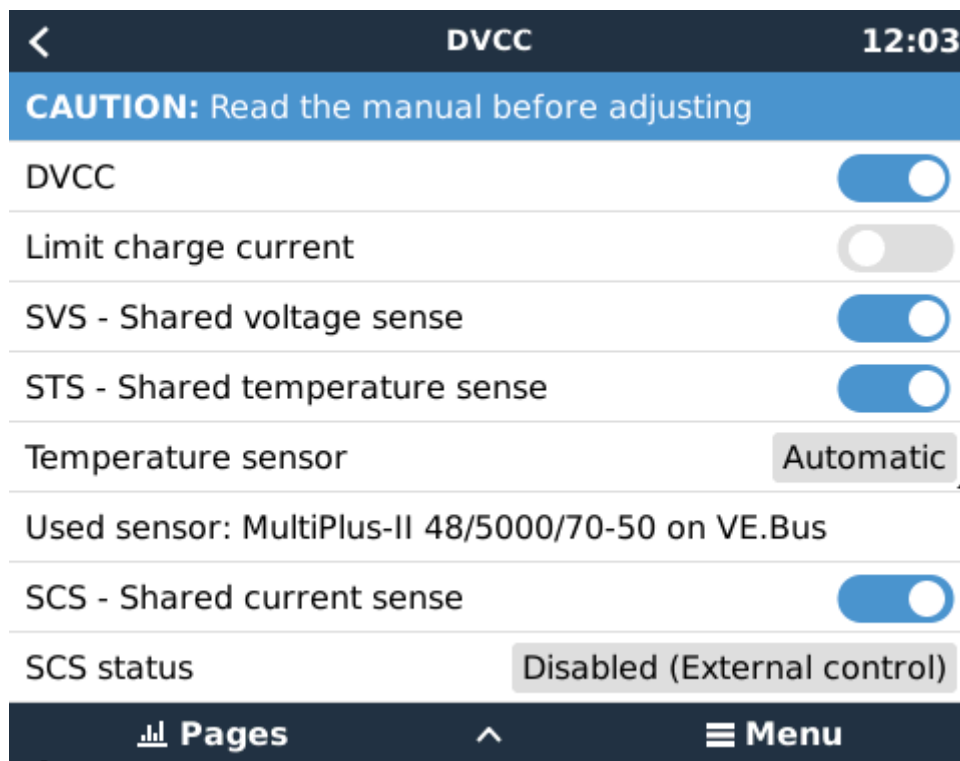 DVCC 12:03
CAUTION: Read the manual before adjusting
DVCC
Limit charge current
SVS - Shared voltage sense
STS - Shared temperature sense
Temperature sensor Automatic
Used sensor: MultiPlus-II 48/5000/70-50 on VE.Bus
SCS - Shared current sense
SCS status Disabled (External control)
Pages Menu